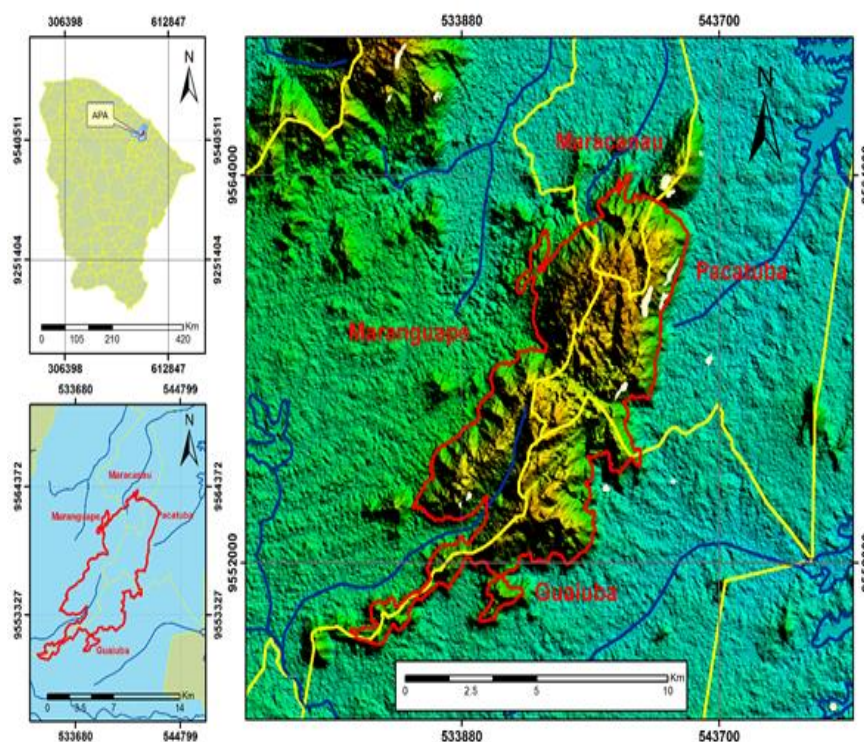 306398 612847
N
APA
9540511
9540511
9251404
9251404
Km
0 105 210 420
306398 612847
533680 544799
N
Maracanau
9564372
9564372
Maranguape
Pacatuba
9553327
9553327
Guaiuba
Km
0 3.5 7 14
533680 544799
533880 543700
N
Maracanau
9564000
9564000
Pacatuba
Maranguape
9552000
9552000
Guaiuba
Km
0 2.5 5 10
533880 543700